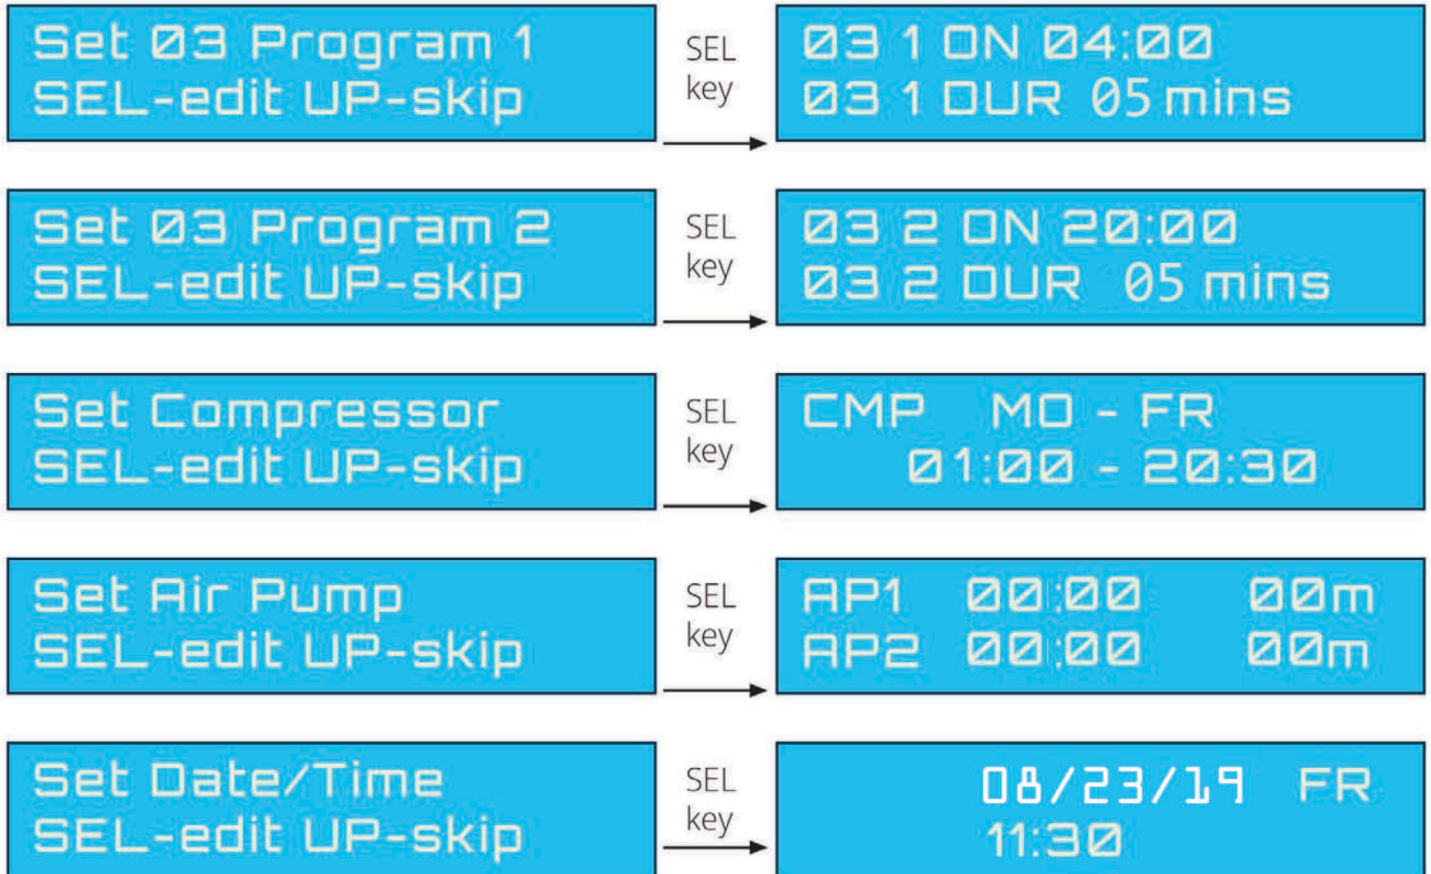 Set 03 Program 1
SEL-edit UP-skip
SEL
key
03 1 ON 04:00
03 1 DUR 05 mins
Set 03 Program 2
SEL-edit UP-skip
SEL
key
03 2 ON 20:00
03 2 DUR 05 mins
Set Compressor
SEL-edit UP-skip
SEL
key
CMP MO - FR
01:00 - 20:30
Set Air Pump
SEL-edit UP-skip
SEL
key
AP1 00:00 00m
AP2 00:00 00m
Set Date/Time
SEL-edit UP-skip
SEL
key
08/23/19 FR
11:30